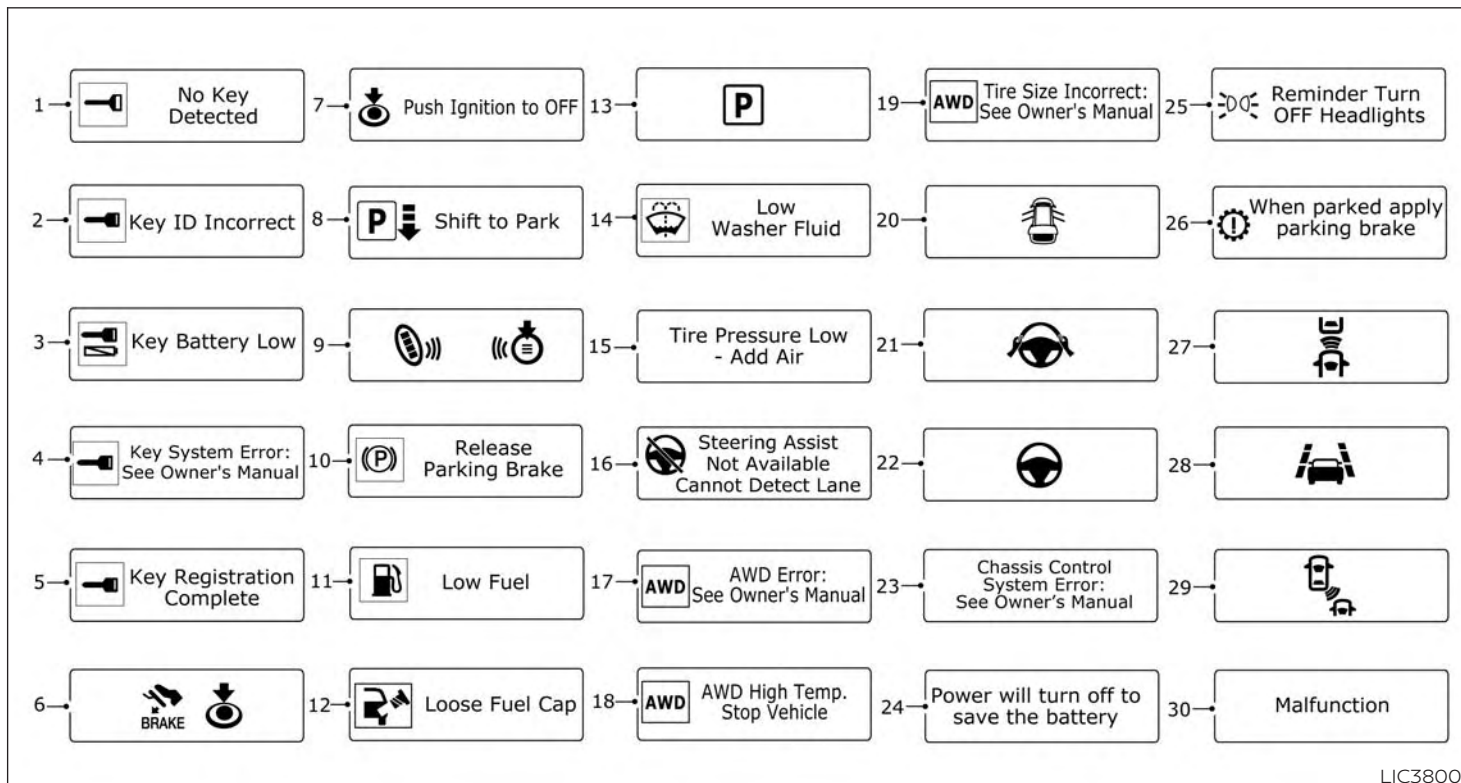 1
No Key
Detected
2
Key ID Incorrect
3
Key Battery Low
4
Key System Error:
See Owner's Manual
5
Key Registration
Complete
6
BRAKE
7
Push Ignition to OFF
8
P
Shift to Park
9
10
P
Release
Parking Brake
11
Low Fuel
12
Loose Fuel Cap
13
P
14
Low
Washer Fluid
15
Tire Pressure Low
- Add Air
16
Steering Assist
Not Available
Cannot Detect Lane
17
AWD
AWD Error:
See Owner's Manual
18
AWD
AWD High Temp.
Stop Vehicle
19
AWD
Tire Size Incorrect:
See Owner's Manual
20
21
22
23
Chassis Control
System Error:
See Owner's Manual
24
Power will turn off to
save the battery
25
Reminder Turn
OFF Headlights
26
When parked apply
parking brake
27
28
29
30
Malfunction
LIC3800